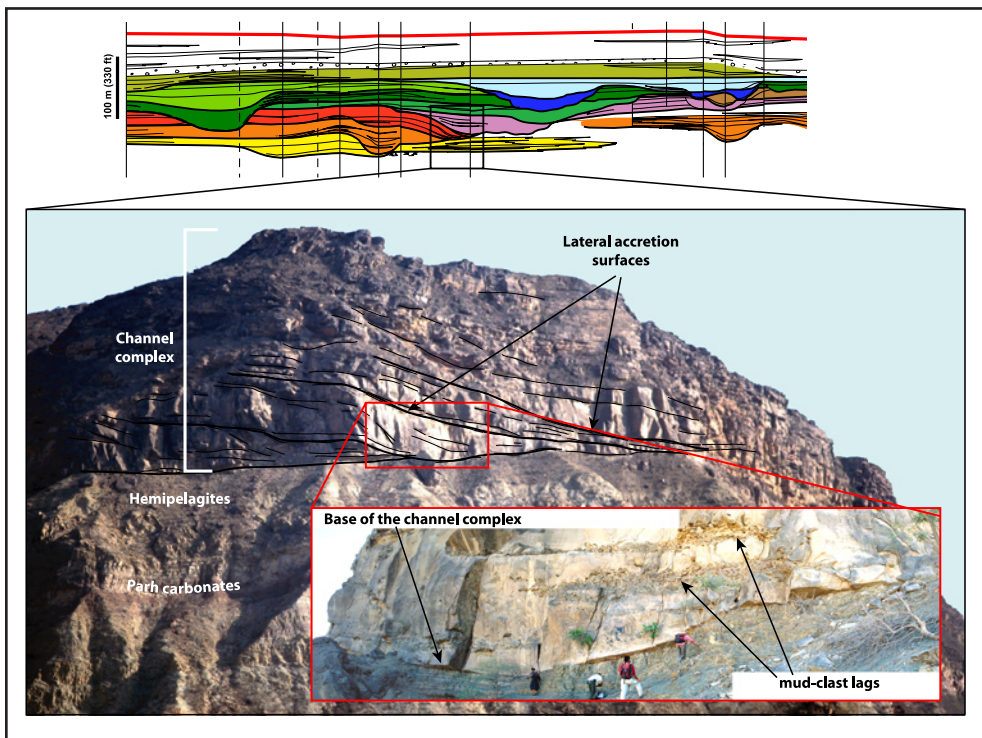 100 m (330 ft)
Lateral accretion
surfaces
Channel
complex
Hemipelagites
Parh carbonates
Base of the channel complex
mud-clast lags